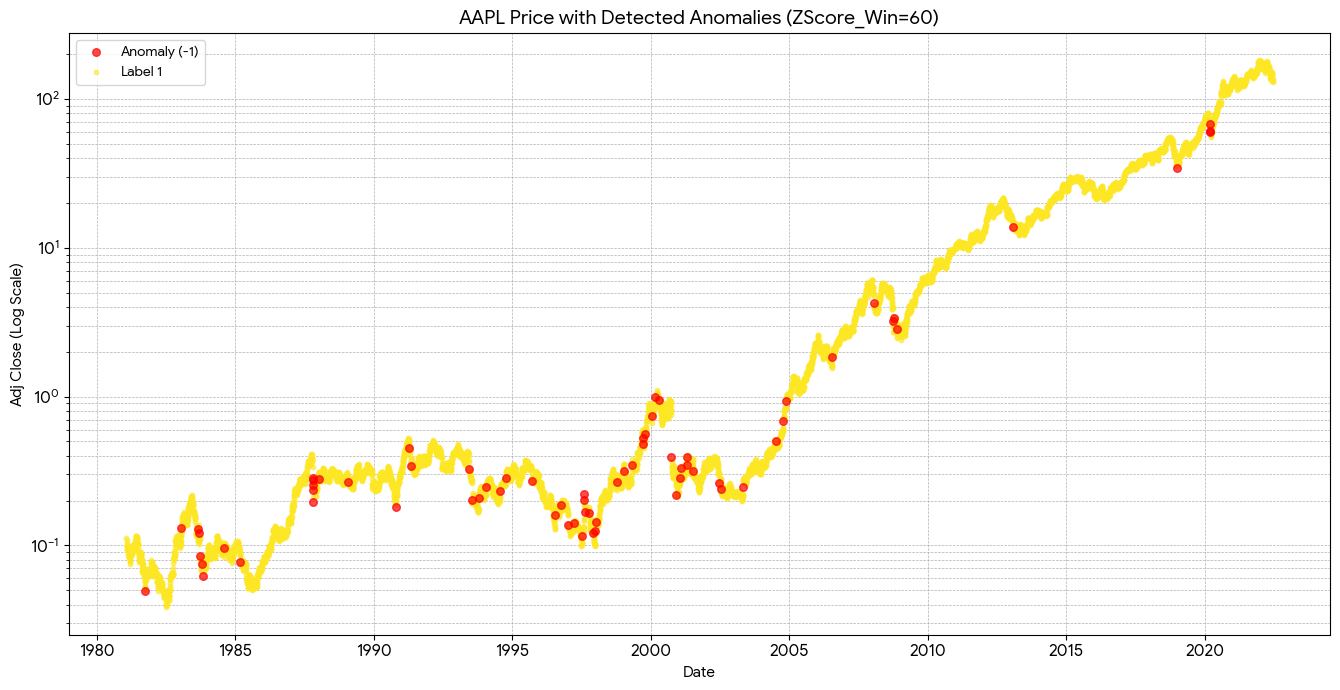 AAPL Price with Detected Anomalies (ZScore_Win=60)
Anomaly (-1)
Label 1
10²
10¹
10⁰
10⁻¹
Adj Close (Log Scale)
1980 1985 1990 1995 2000 2005 2010 2015 2020
Date